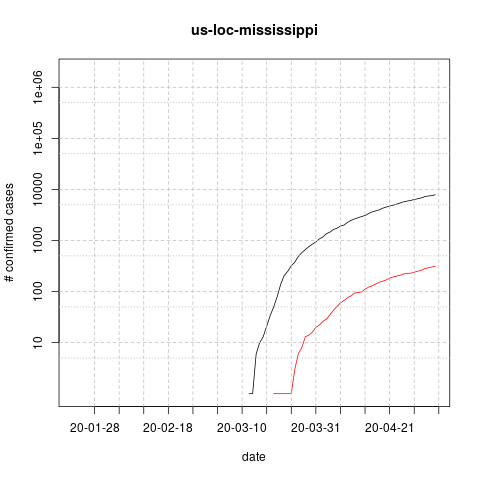 us-loc-mississippi
# confirmed cases
1e+06
1e+05
10000
1000
100
10
20-01-28 20-02-18 20-03-10 20-03-31 20-04-21
date